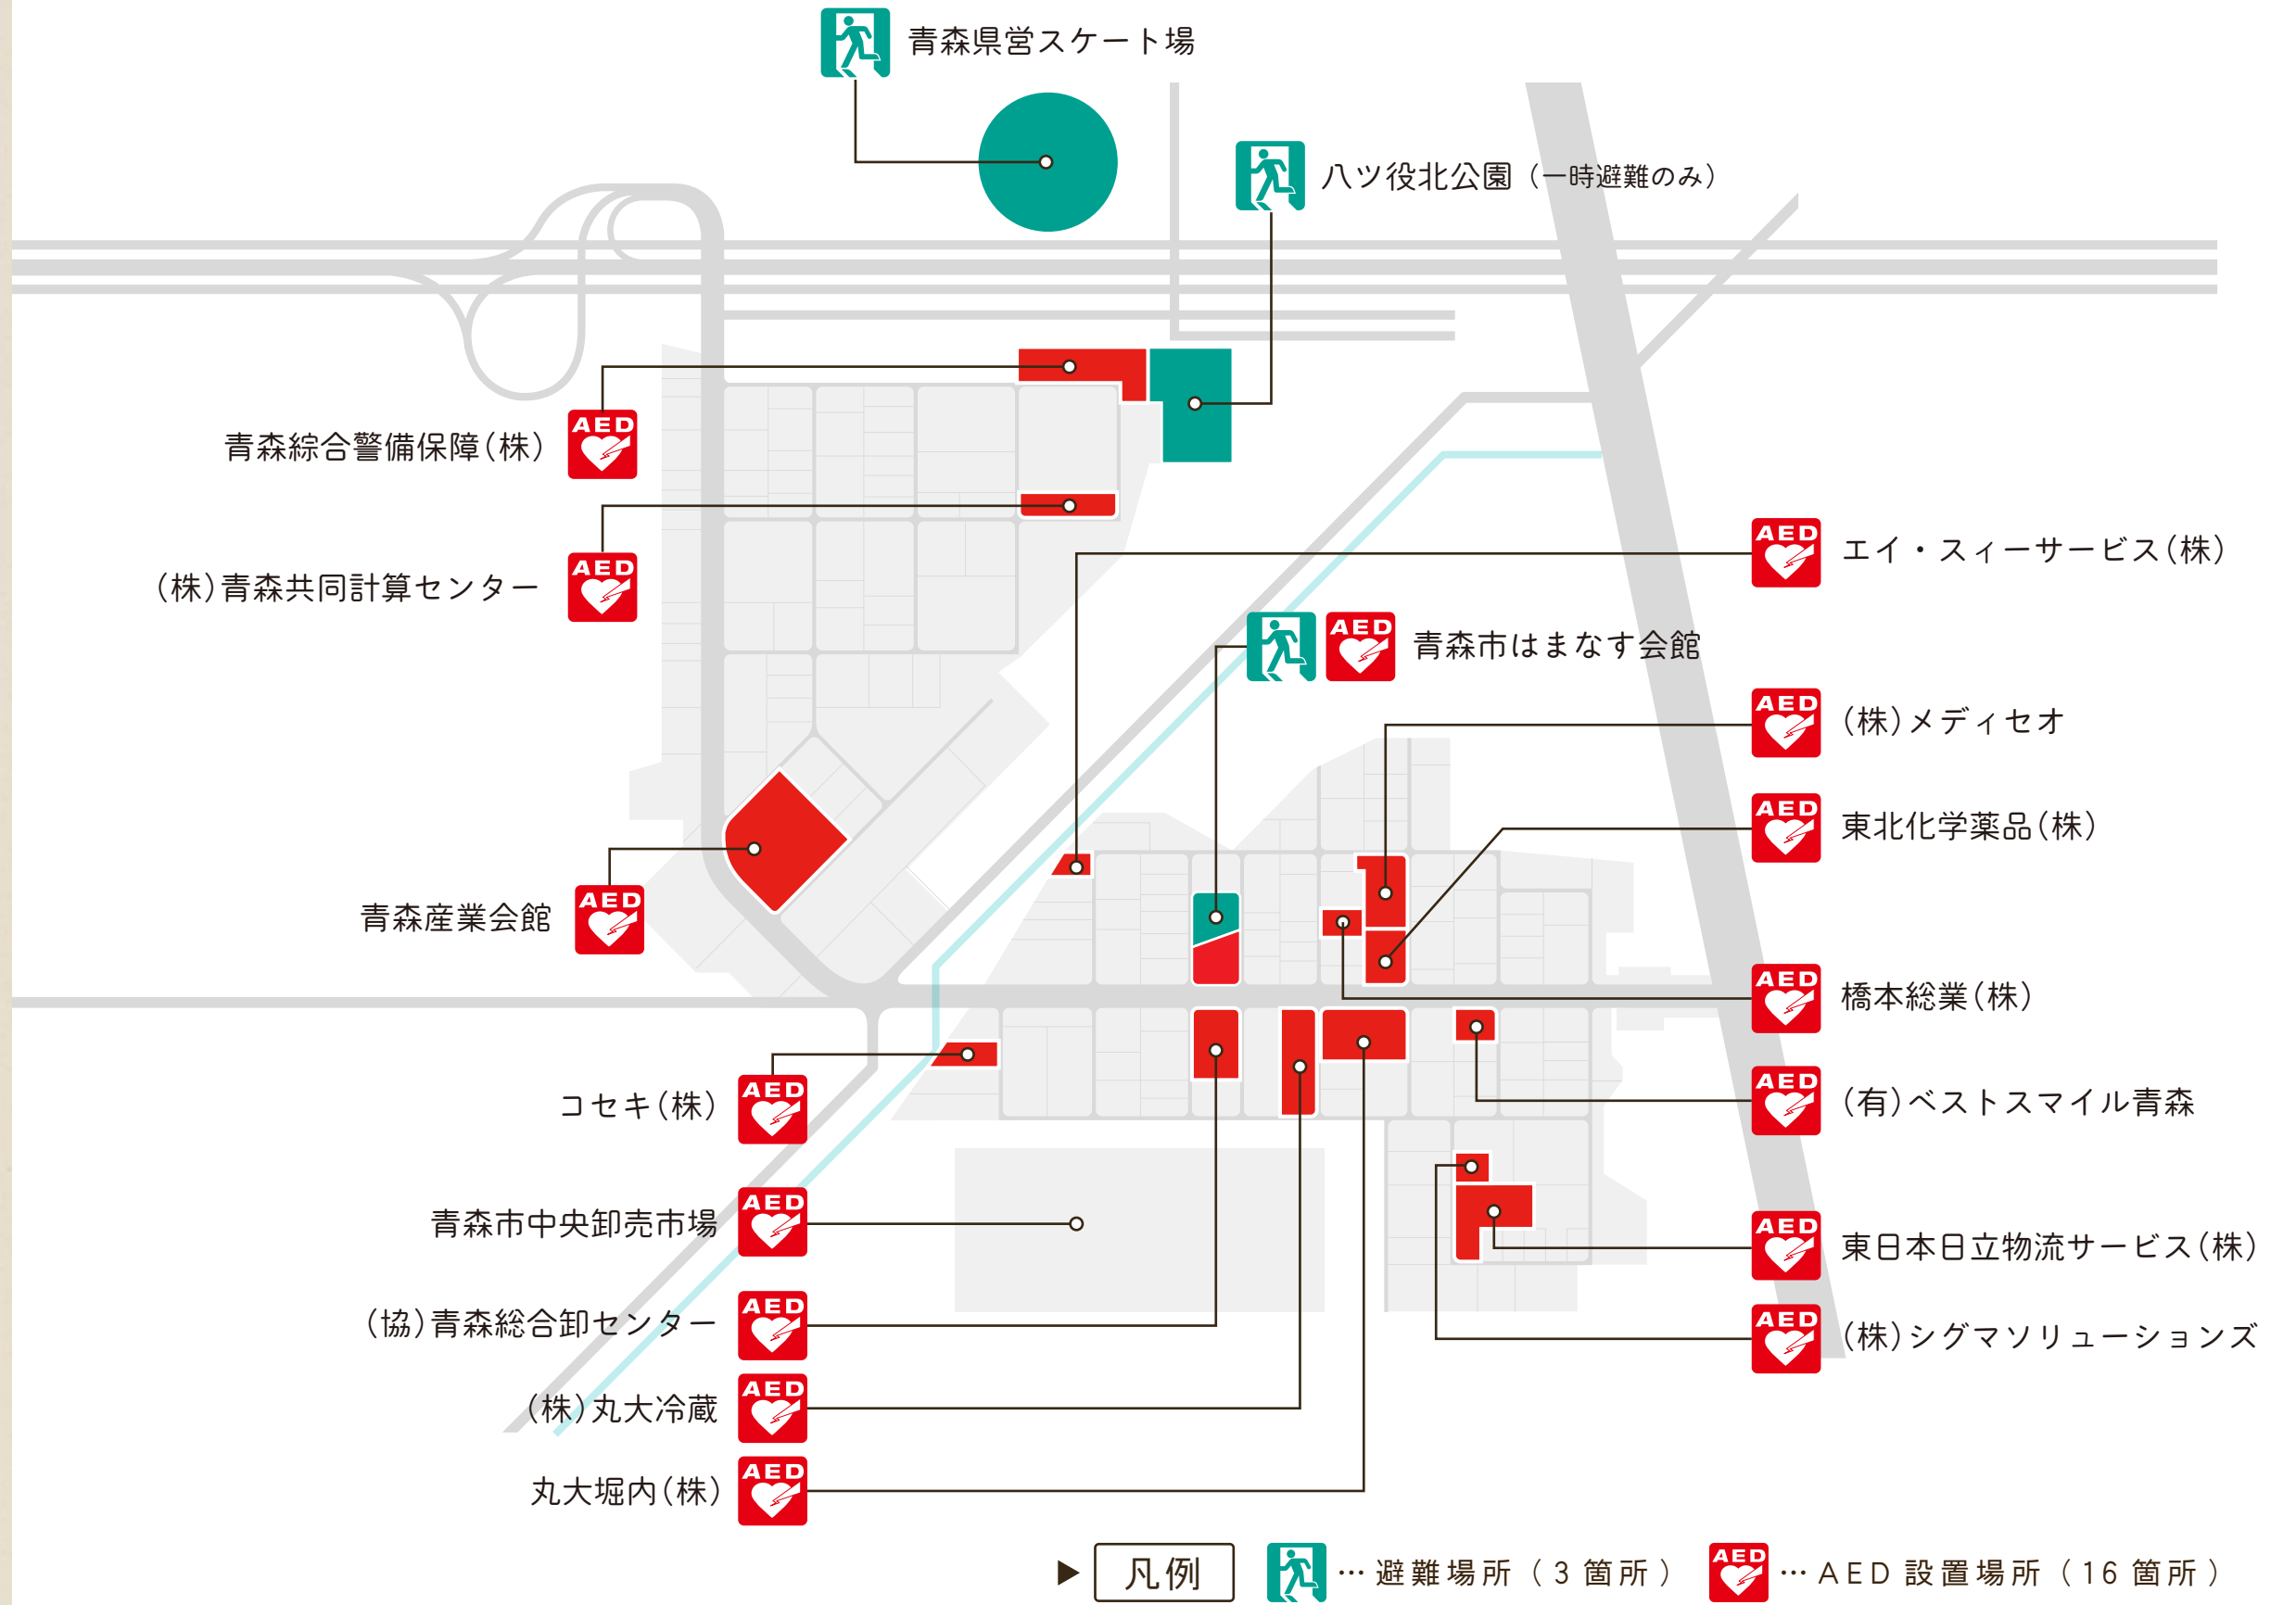 青森県営スケート場
八ツ役北公園（一時避難のみ）
AED
青森綜合警備保障（株）
AED
（株）青森共同計算センター
AED
エイ・スィーサービス（株）
AED
青森市はまなす会館
AED
（株）メディセオ
AED
東北化学薬品（株）
AED
青森産業会館
AED
橋本総業（株）
AED
コセキ（株）
AED
（有）ベストスマイル青森
AED
青森市中央卸売市場
AED
東日本日立物流サービス（株）
AED
（協）青森総合卸センター
AED
（株）シグマソリューションズ
AED
（株）丸大冷蔵
AED
丸大堀内（株）
AED
▶ 凡例 …避難場所（3箇所） AED …AED設置場所（16箇所）